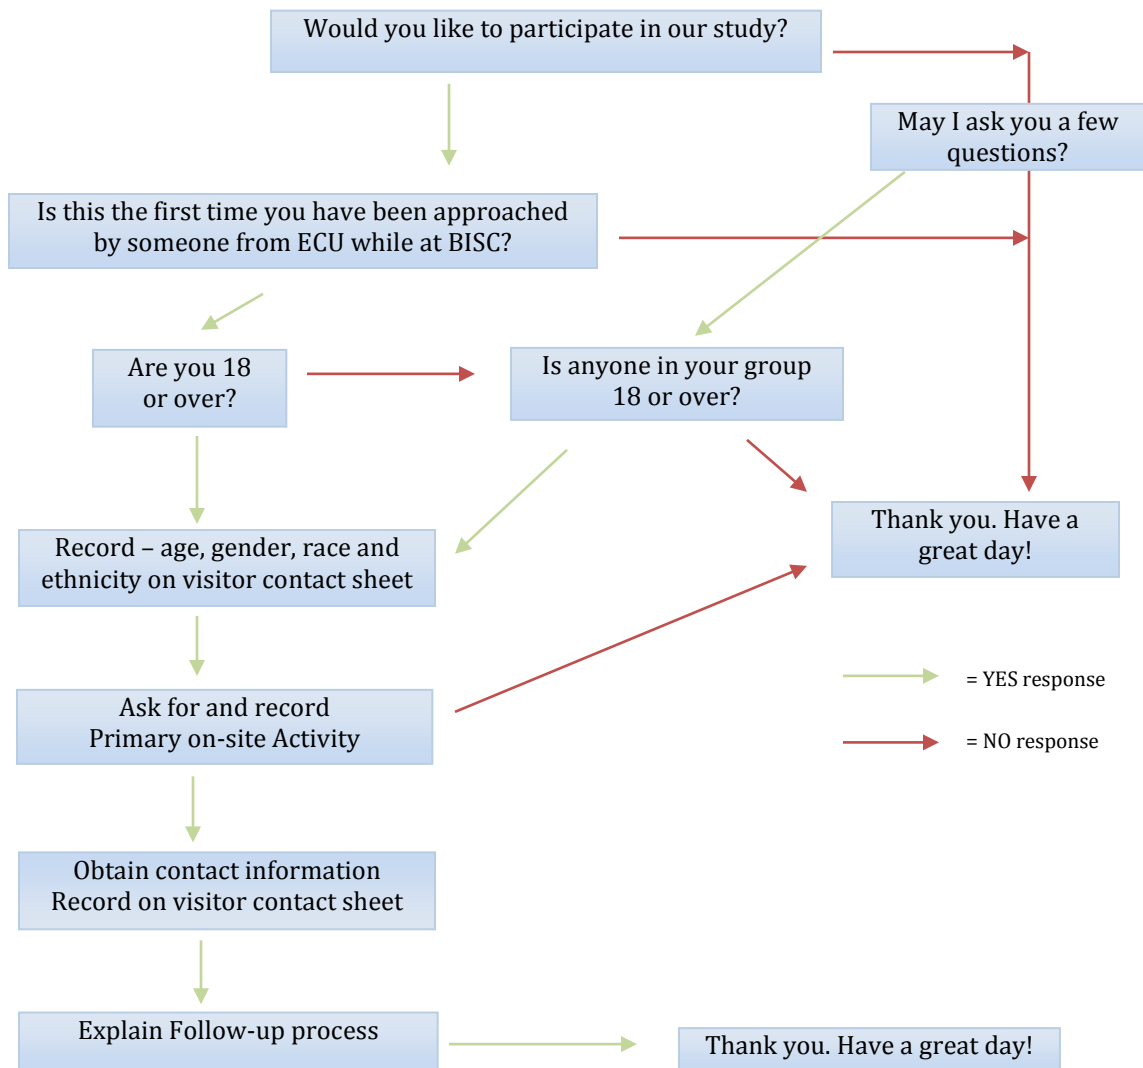 Would you like to participate in our study?
May I ask you a few
questions?
Is this the first time you have been approached
by someone from ECU while at BISC?
Are you 18
or over?
Is anyone in your group
18 or over?
Thank you. Have a
great day!
Record – age, gender, race and
ethnicity on visitor contact sheet
= YES response
Ask for and record
Primary on-site Activity
= NO response
Obtain contact information
Record on visitor contact sheet
Explain Follow-up process
Thank you. Have a great day!